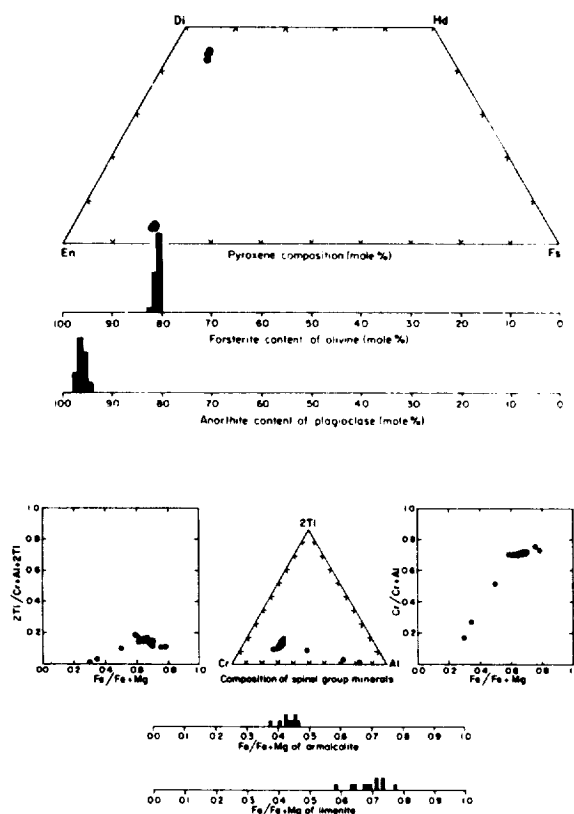 Di Hd
En Fs
Pyroxene composition (mole %)
100 90 80 70 60 50 40 30 20 10 0
Forsterite content of olivine (mole %)
100 90 80 70 60 50 40 30 20 10 0
Anorthite content of plagioclase (mole %)
2Ti/Cr+Al+2Ti
1.0
0.8
0.6
0.4
0.2
0.0 0.2 0.4 0.6 0.8 1.0
Fe/Fe+Mg
2Ti
Cr Al
Composition of spinel group minerals
Cr/Cr+Al
1.0
0.8
0.6
0.4
0.2
0.0 0.2 0.4 0.6 0.8 1.0
Fe/Fe+Mg
0.0 0.1 0.2 0.3 0.4 0.5 0.6 0.7 0.8 0.9 1.0
Fe/Fe+Mg of armalcolite
0.0 0.1 0.2 0.3 0.4 0.5 0.6 0.7 0.8 0.9 1.0
Fe/Fe+Mg of ilmenite